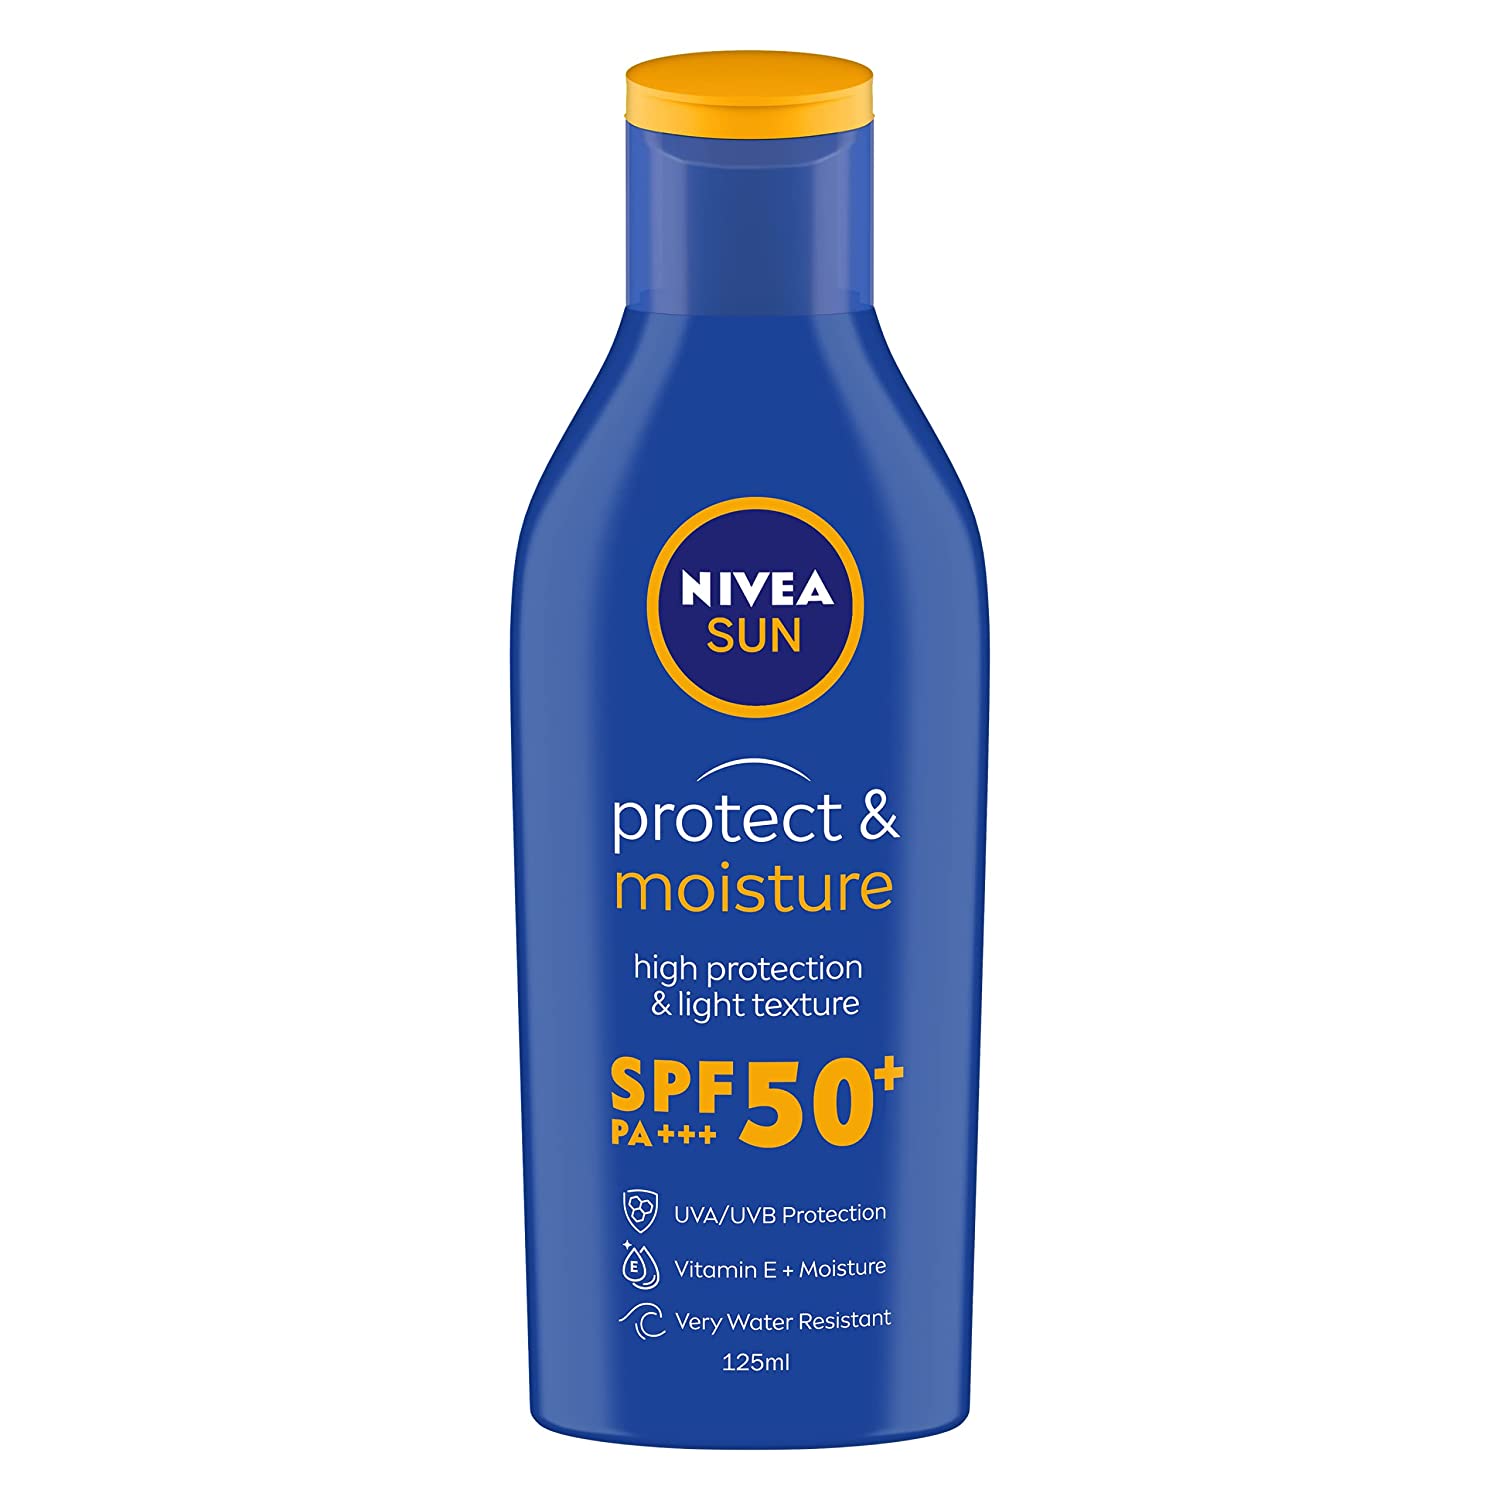 NIVEA
SUN
protect &
moisture
high protection
& light texture
SPF 50+
PA+++
UVA/UVB Protection
E
Vitamin E + Moisture
Very Water Resistant
125ml